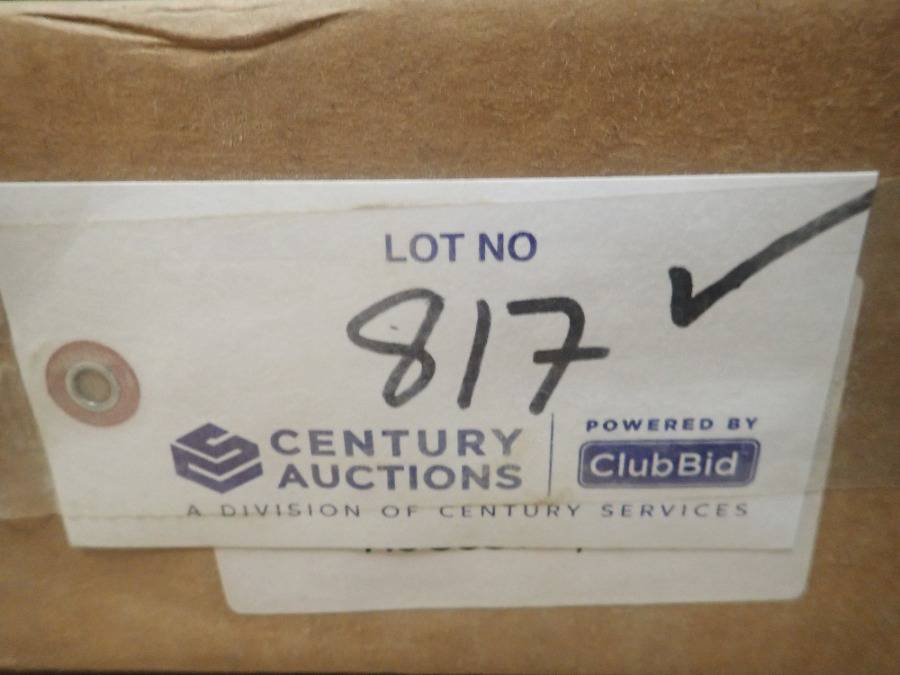 LOT NO
817
CENTURY
AUCTIONS
POWERED BY
ClubBid
A DIVISION OF CENTURY SERVICES